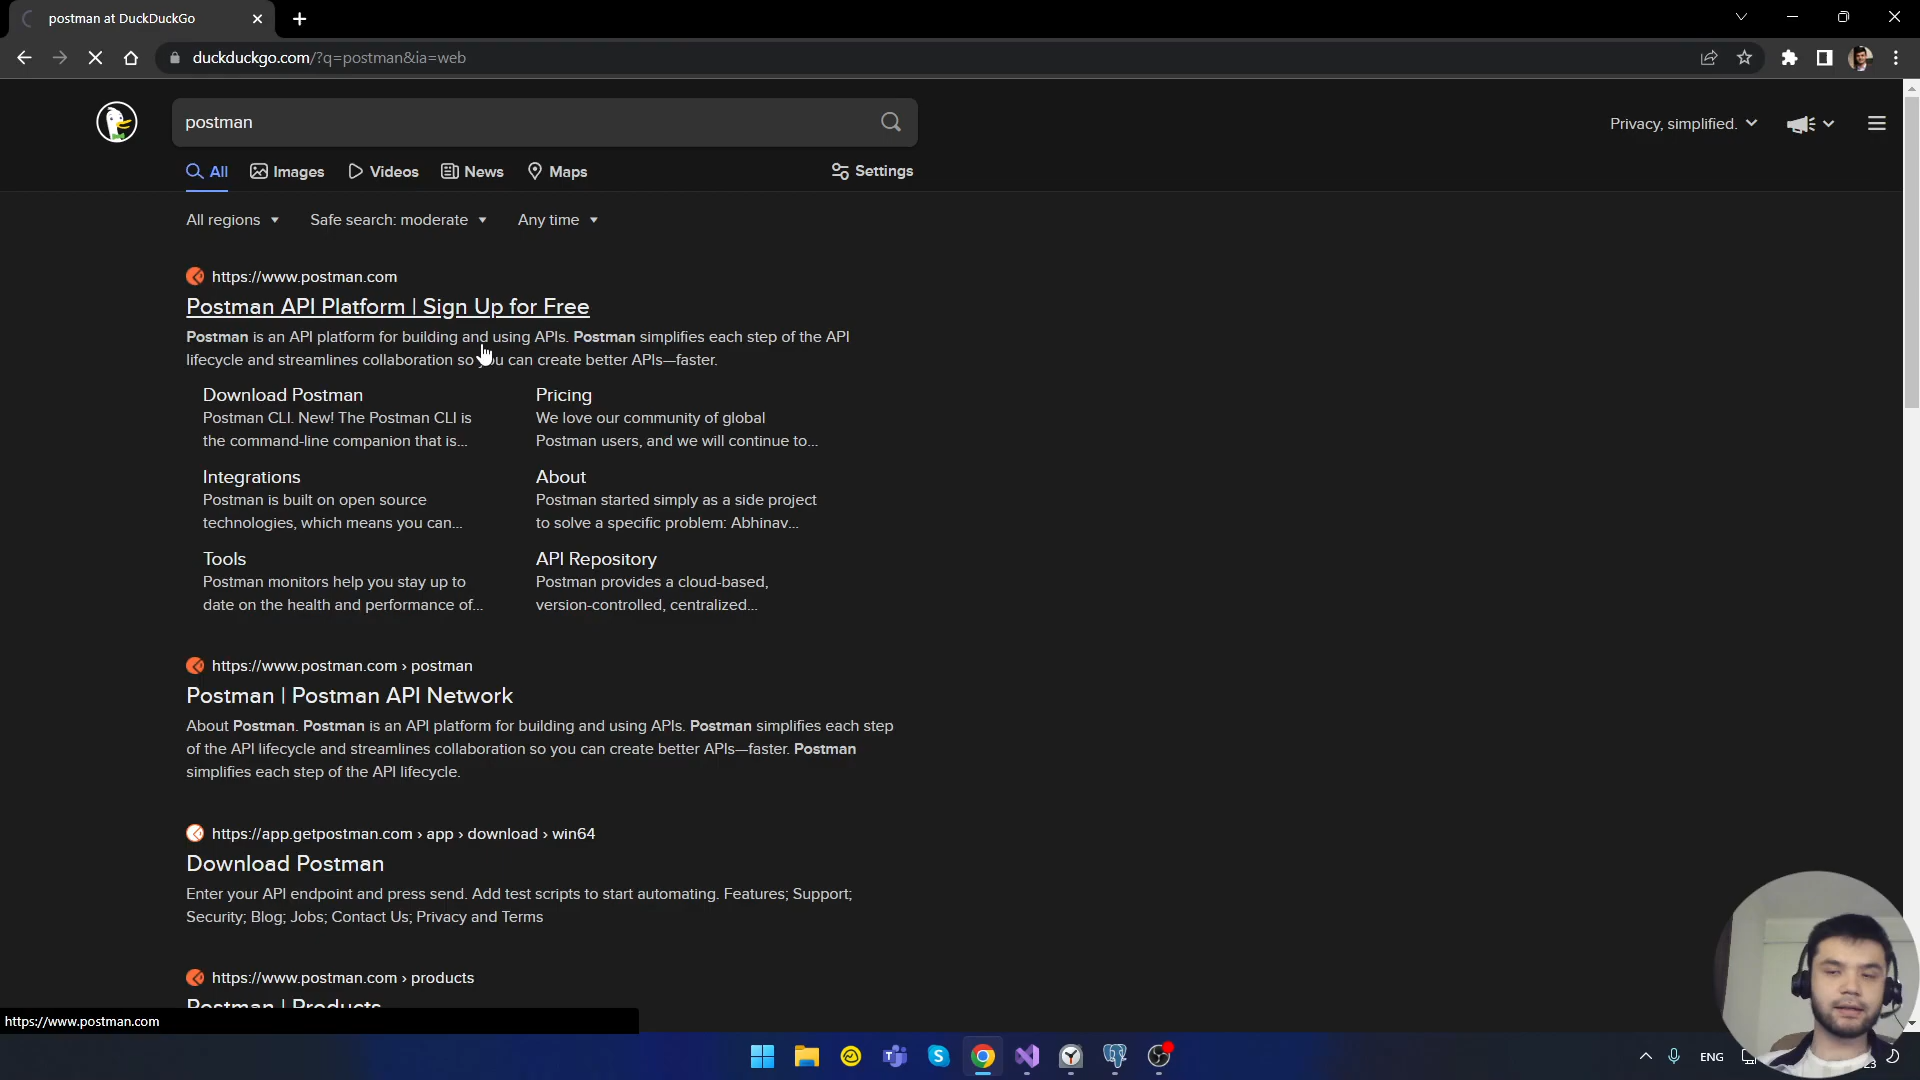 postman at DuckDuckGo
duckduckgo.com/?q=postman&ia=web
postman
Privacy, simplified.
All Images Videos News Maps Settings
All regions Safe search: moderate Any time
https://www.postman.com
Postman API Platform | Sign Up for Free
Postman is an API platform for building and using APIs. Postman simplifies each step of the API
lifecycle and streamlines collaboration so you can create better APIs—faster.
Download Postman
Postman CLI. New! The Postman CLI is
the command-line companion that is...
Pricing
We love our community of global
Postman users, and we will continue to...
Integrations
Postman is built on open source
technologies, which means you can...
About
Postman started simply as a side project
to solve a specific problem: Abhinav...
Tools
Postman monitors help you stay up to
date on the health and performance of...
API Repository
Postman provides a cloud-based,
version-controlled, centralized...
https://www.postman.com › postman
Postman | Postman API Network
About Postman. Postman is an API platform for building and using APIs. Postman simplifies each step
of the API lifecycle and streamlines collaboration so you can create better APIs—faster. Postman
simplifies each step of the API lifecycle.
https://app.getpostman.com › app › download › win64
Download Postman
Enter your API endpoint and press send. Add test scripts to start automating. Features; Support;
Security; Blog; Jobs; Contact Us; Privacy and Terms
https://www.postman.com › products
Postman | Products
https://www.postman.com
ENG